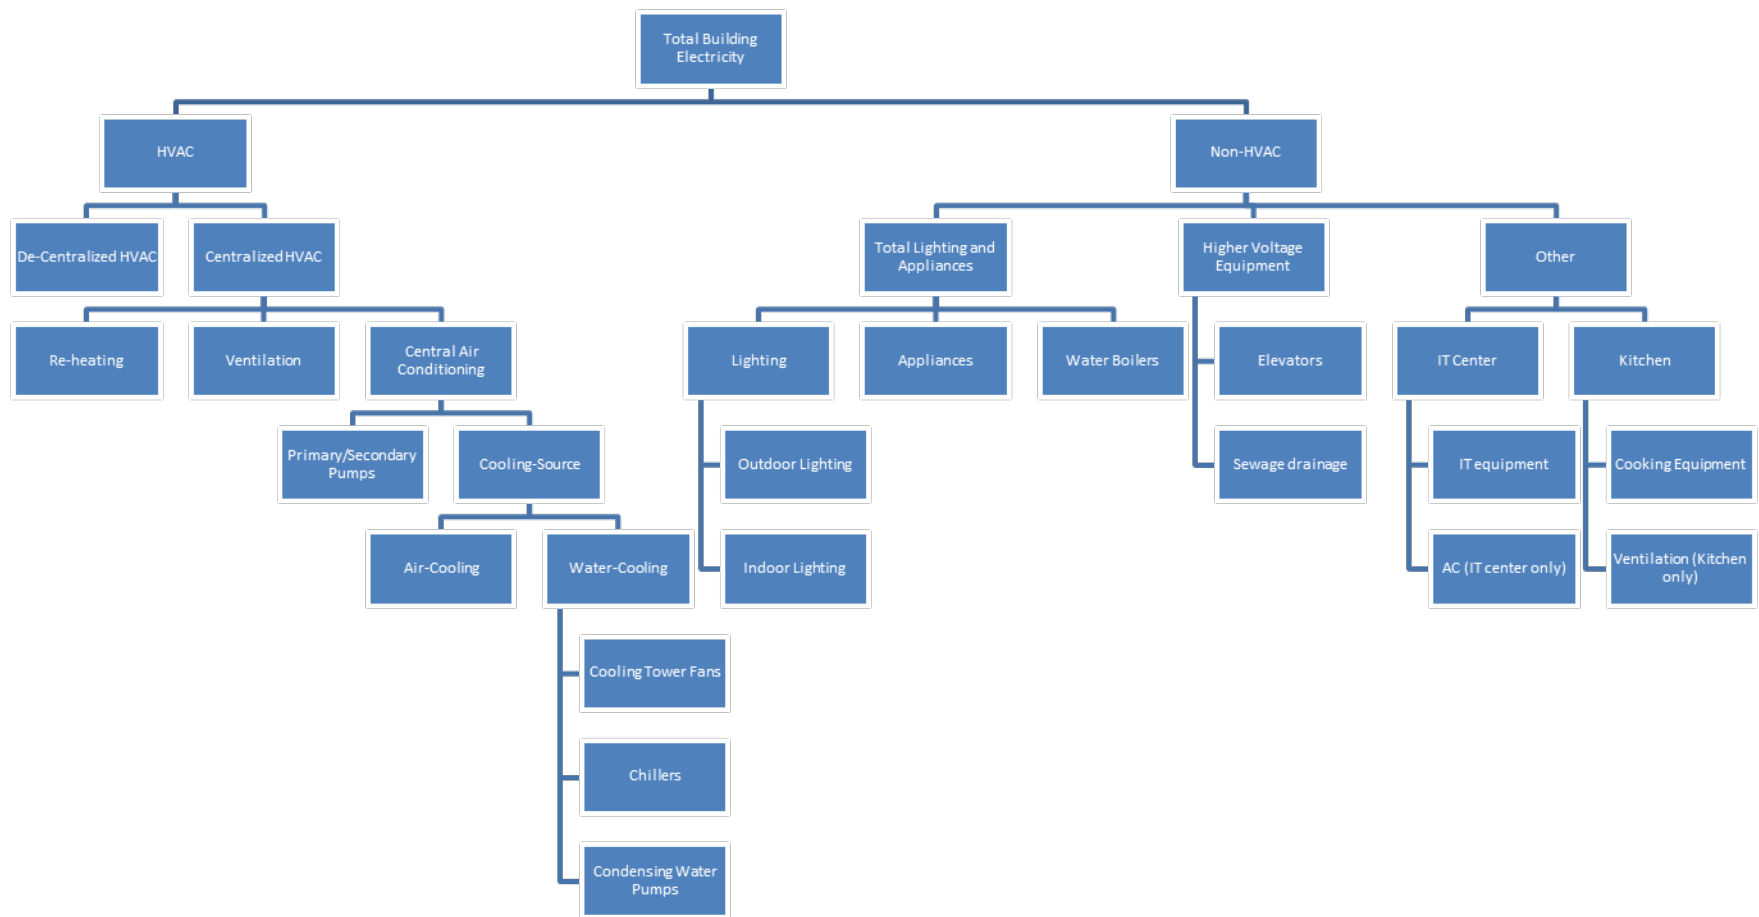 Total Building
Electricity
HVAC
Non-HVAC
De-Centralized HVAC
Centralized HVAC
Total Lighting and
Appliances
Higher Voltage
Equipment
Other
Re-heating
Ventilation
Central Air
Conditioning
Lighting
Appliances
Water Boilers
Elevators
IT Center
Kitchen
Primary/Secondary
Pumps
Cooling-Source
Outdoor Lighting
Sewage drainage
IT equipment
Cooking Equipment
Air-Cooling
Water-Cooling
Indoor Lighting
AC (IT center only)
Ventilation (Kitchen
only)
Cooling Tower Fans
Chillers
Condensing Water
Pumps